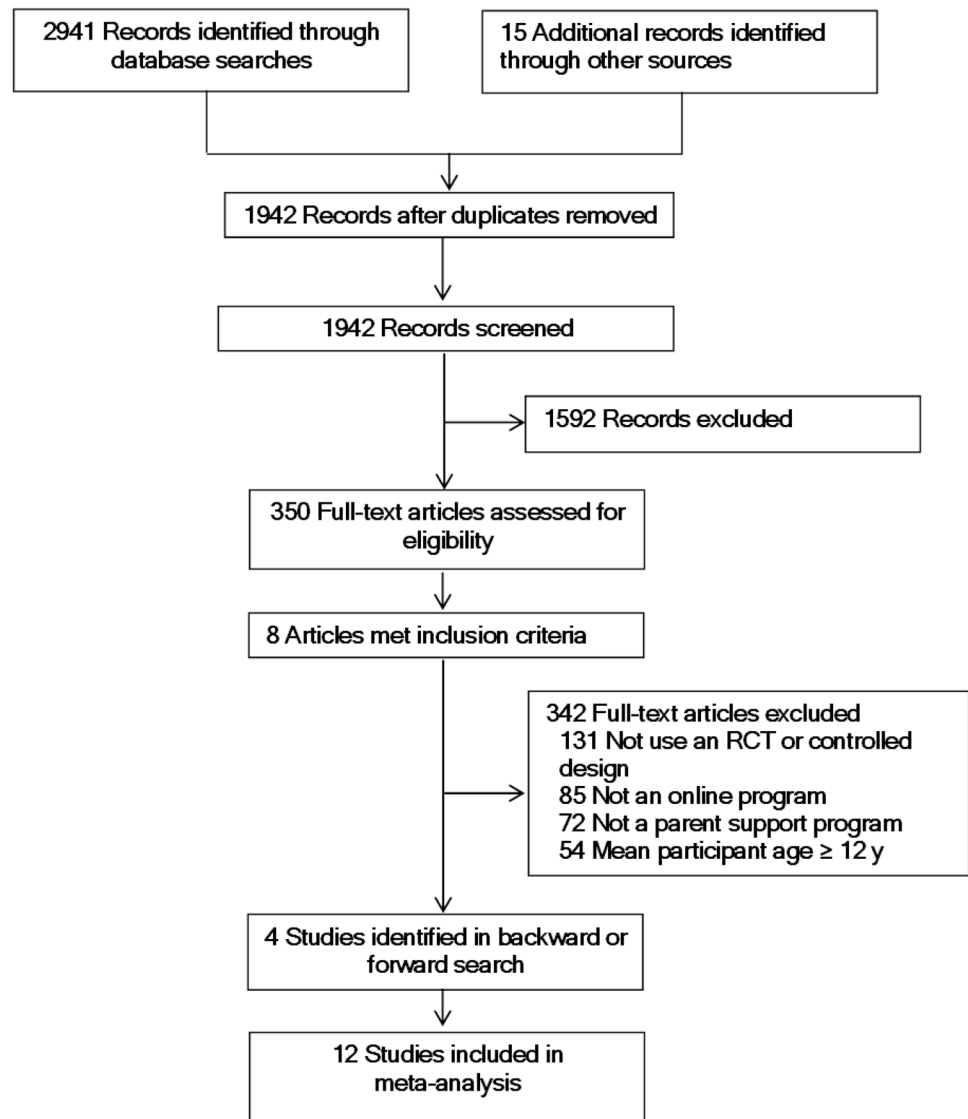 2941 Records identified through
database searches
15 Additional records identified
through other sources
1942 Records after duplicates removed
1942 Records screened
1592 Records excluded
350 Full-text articles assessed for
eligibility
8 Articles met inclusion criteria
342 Full-text articles excluded
131 Not use an RCT or controlled
design
85 Not an online program
72 Not a parent support program
54 Mean participant age ≥ 12 y
4 Studies identified in backward or
forward search
12 Studies included in
meta-analysis